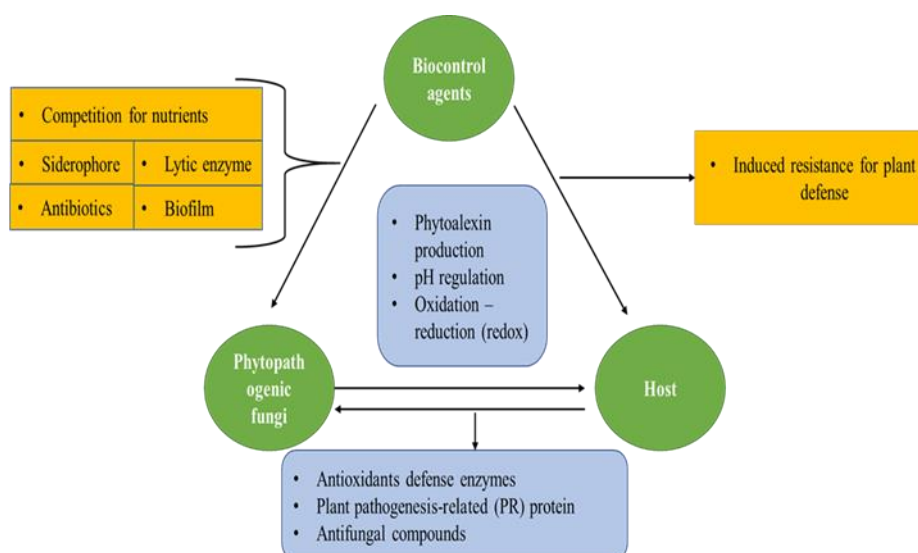 Biocontrol
agents
• Competition for nutrients
• Siderophore
• Lytic enzyme
• Antibiotics
• Biofilm
• Induced resistance for plant
defense
• Phytoalexin
production
• pH regulation
• Oxidation –
reduction (redox)
Phytopath
ogenic
fungi
Host
• Antioxidants defense enzymes
• Plant pathogenesis-related (PR) protein
• Antifungal compounds